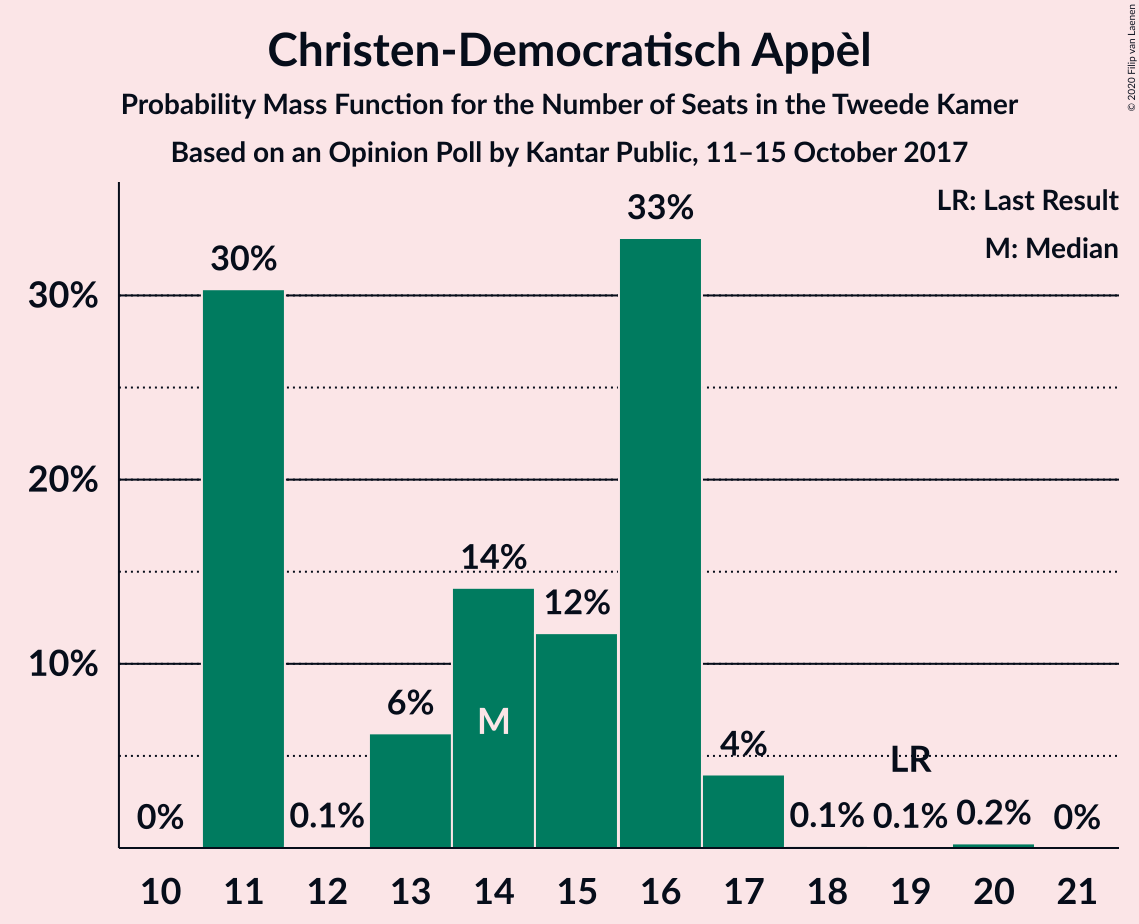 Christen-Democratisch Appèl
Probability Mass Function for the Number of Seats in the Tweede Kamer
Based on an Opinion Poll by Kantar Public, 11–15 October 2017
© 2020 Filip van Laenen
LR: Last Result
M: Median
30%
20%
10%
0%
30%
0.1%
6%
14%
M
12%
33%
4%
0.1%
LR
0.1%
0.2%
0%
10 11 12 13 14 15 16 17 18 19 20 21